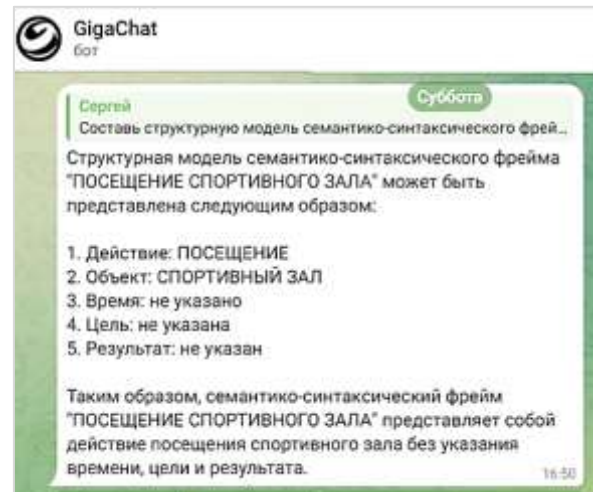 GigaChat
бот
Суббота
Сергей
Составь структурную модель семантико-синтаксического фрей...
Структурная модель семантико-синтаксического фрейма
"ПОСЕЩЕНИЕ СПОРТИВНОГО ЗАЛА" может быть
представлена следующим образом:
1. Действие: ПОСЕЩЕНИЕ
2. Объект: СПОРТИВНЫЙ ЗАЛ
3. Время: не указано
4. Цель: не указана
5. Результат: не указан
Таким образом, семантико-синтаксический фрейм
"ПОСЕЩЕНИЕ СПОРТИВНОГО ЗАЛА" представляет собой
действие посещения спортивного зала без указания
времени, цели и результата.
16:50